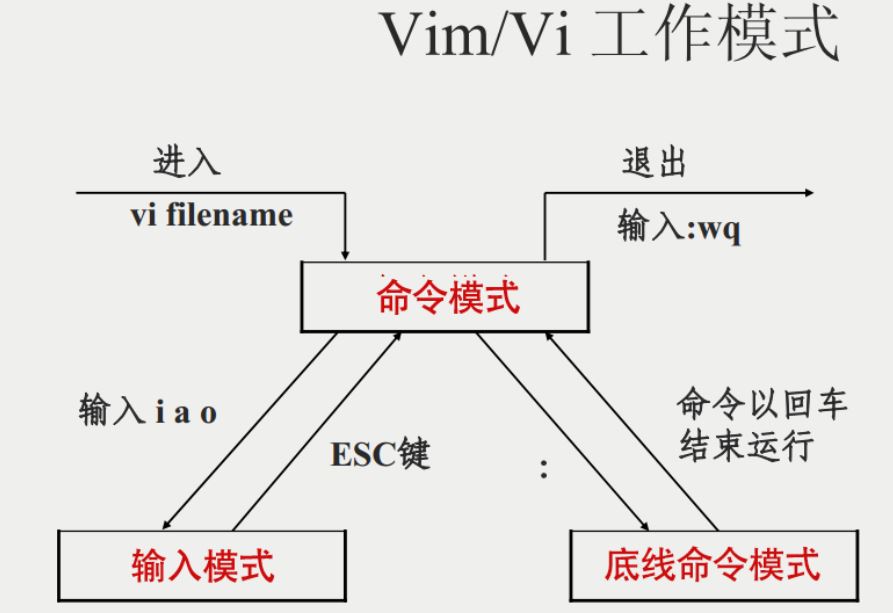 Vim/Vi 工作模式
进入
vi filename
退出
输入:wq
命令模式
输入 i a o
ESC键
:
命令以回车
结束运行
输入模式
底线命令模式